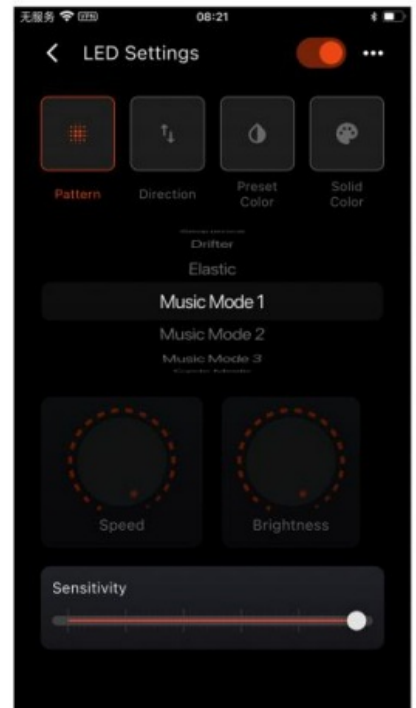 无服务 VPN 08:21
LED Settings
Pattern
Direction
Preset
Color
Solid
Color
Drifter
Elastic
Music Mode 1
Music Mode 2
Music Mode 3
Speed
Brightness
Sensitivity